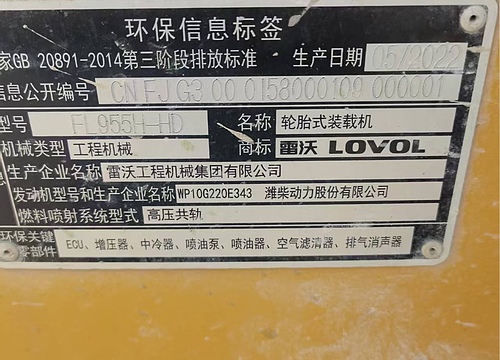 环保信息标签
家GB 20891-2014第三阶段排放标准 生产日期 05/2022
信息公开编号 CN FJ G3 00 0158000109 000001
型号 FL955H-HD 名称 轮胎式装载机
机械类型 工程机械 商标 雷沃 LOVOL
息 生产企业名称 雷沃工程机械集团有限公司
发动机型号和生产企业名称 WP10G220E343 潍柴动力股份有限公司
燃料喷射系统型式 高压共轨
环保关键零部件 ECU、增压器、中冷器、喷油泵、喷油器、空气滤清器、排气消声器